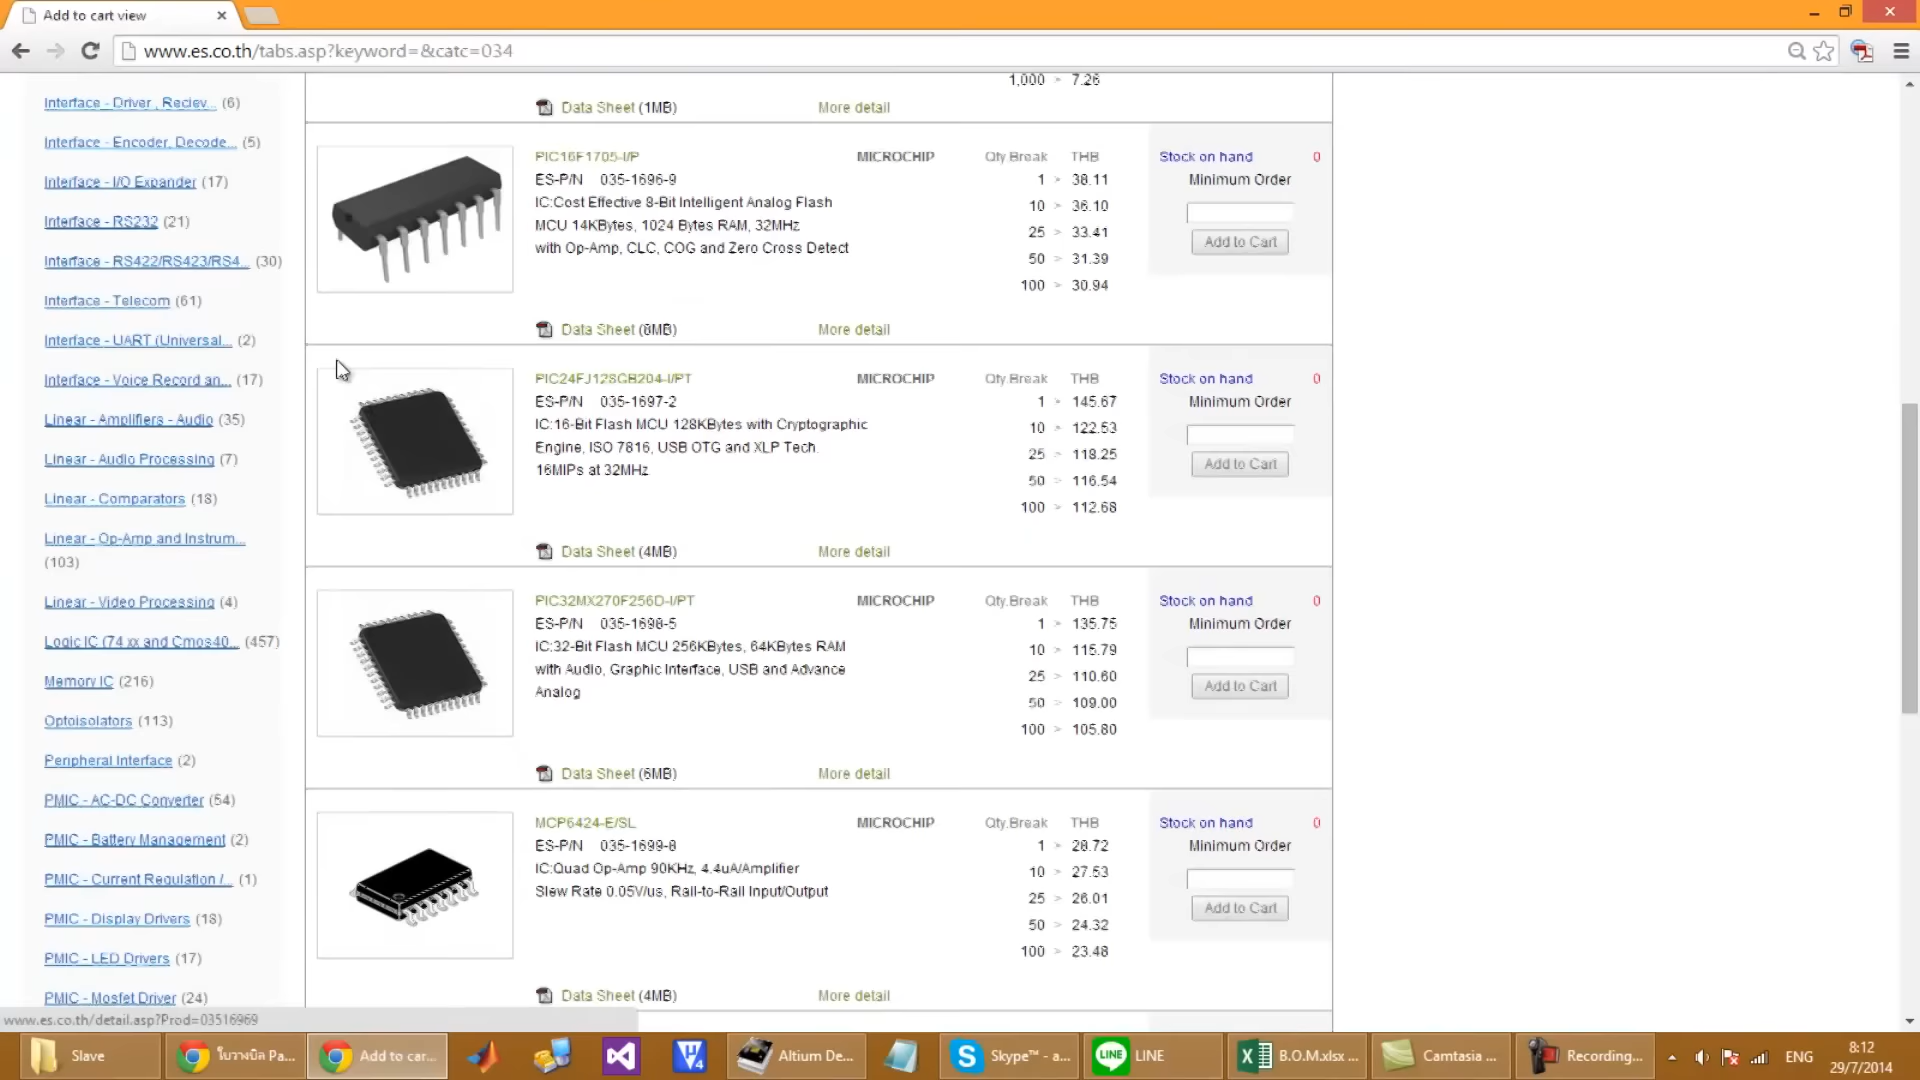 Add to cart view
www.es.co.th/tabs.asp?keyword=&catc=034
Interface - Driver , Reciev... (6)
Interface - Encoder, Decode... (5)
Interface - I/O Expander (17)
Interface - RS232 (21)
Interface - RS422/RS423/RS4... (30)
Interface - Telecom (61)
Interface - UART (Universal... (2)
Interface - Voice Record an... (17)
Linear - Amplifiers - Audio (35)
Linear - Audio Processing (7)
Linear - Comparators (18)
Linear - Op-Amp and Instrum...
(103)
Linear - Video Processing (4)
Logic IC (74 xx and Cmos40... (457)
Memory IC (216)
Optoisolators (113)
Peripheral Interface (2)
PMIC - AC-DC Converter (54)
PMIC - Battery Management (2)
PMIC - Current Regulation /... (1)
PMIC - Display Drivers (18)
PMIC - LED Drivers (17)
PMIC - Mosfet Driver (24)
1,000 > 7.26
Data Sheet (1MB) More detail
PIC16F1705-I/P MICROCHIP Qty.Break THB Stock on hand 0
ES-P/N 035-1696-9 1 > 38.11 Minimum Order
IC:Cost Effective 8-Bit Intelligent Analog Flash 10 > 36.10
MCU 14KBytes, 1024 Bytes RAM, 32MHz 25 > 33.41
with Op-Amp, CLC, COG and Zero Cross Detect 50 > 31.39 Add to Cart
100 > 30.94
Data Sheet (8MB) More detail
PIC24FJ128GB204-I/PT MICROCHIP Qty.Break THB Stock on hand 0
ES-P/N 035-1697-2 1 > 145.67 Minimum Order
IC:16-Bit Flash MCU 128KBytes with Cryptographic 10 > 122.53
Engine, ISO 7816, USB OTG and XLP Tech. 25 > 118.25
16MIPs at 32MHz 50 > 116.54 Add to Cart
100 > 112.68
Data Sheet (4MB) More detail
PIC32MX270F256D-I/PT MICROCHIP Qty.Break THB Stock on hand 0
ES-P/N 035-1698-5 1 > 135.75 Minimum Order
IC:32-Bit Flash MCU 256KBytes, 64KBytes RAM 10 > 115.79
with Audio, Graphic Interface, USB and Advance 25 > 110.60
Analog 50 > 109.00 Add to Cart
100 > 105.80
Data Sheet (6MB) More detail
MCP6424-E/SL MICROCHIP Qty.Break THB Stock on hand 0
ES-P/N 035-1699-8 1 > 28.72 Minimum Order
IC:Quad Op-Amp 90KHz, 4.4uA/Amplifier 10 > 27.53
Slew Rate 0.05V/us, Rail-to-Rail Input/Output 25 > 26.01
50 > 24.32 Add to Cart
100 > 23.48
Data Sheet (4MB) More detail
www.es.co.th/detail.asp?Prod=03516969
Slave ใบวางบิล Pa... Add to car... Altium De... Skype™ - a... LINE B.O.M.xlsx ... Camtasia ... Recording... ENG 8:12
29/7/2014